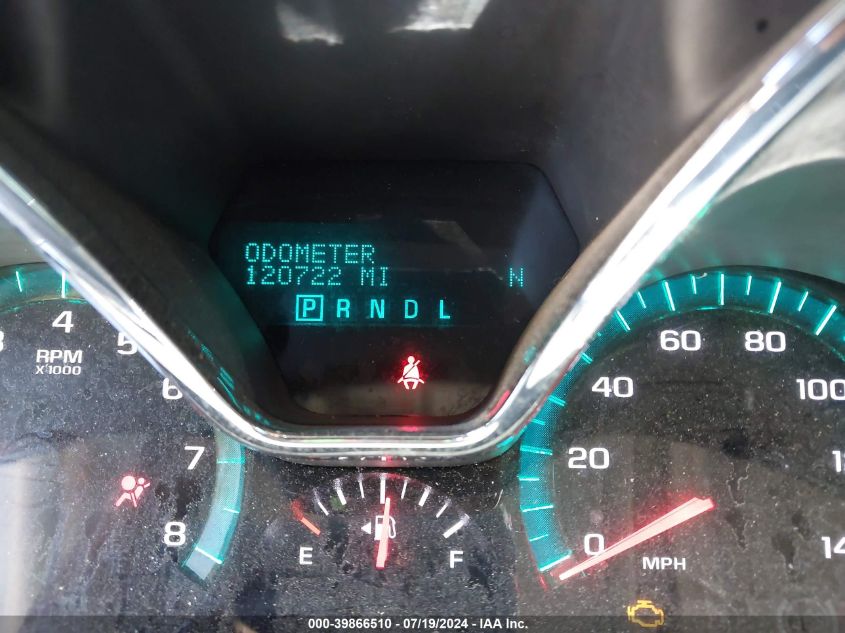 ODOMETER
120722 MI N
P R N D L
4 5 6 7 8
RPM
X1000
E F
0 20 40 60 80 100
MPH
000-39866510 - 07/19/2024 - IAA Inc.